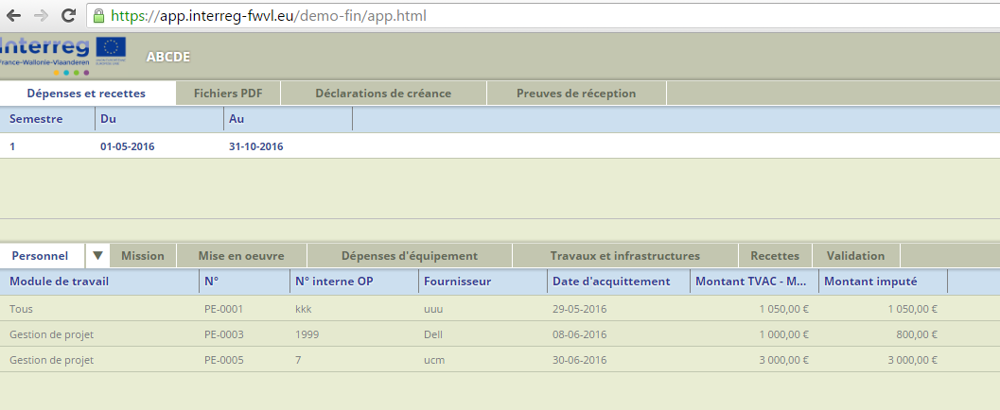 https://app.interreg-fwvl.eu/demo-fin/app.html
Interreg
France-Wallonie-Vlaanderen
ABCDE
Dépenses et recettes Fichiers PDF Déclarations de créance Preuves de réception
Semestre Du Au
1 01-05-2016 31-10-2016
Personnel ▼ Mission Mise en oeuvre Dépenses d'équipement Travaux et infrastructures Recettes Validation
Module de travail N° N° interne OP Fournisseur Date d'acquittement Montant TVAC - M... Montant imputé
Tous PE-0001 kkk uuu 29-05-2016 1 050,00 € 1 050,00 €
Gestion de projet PE-0003 1999 Dell 08-06-2016 1 000,00 € 800,00 €
Gestion de projet PE-0005 7 ucm 30-06-2016 3 000,00 € 3 000,00 €